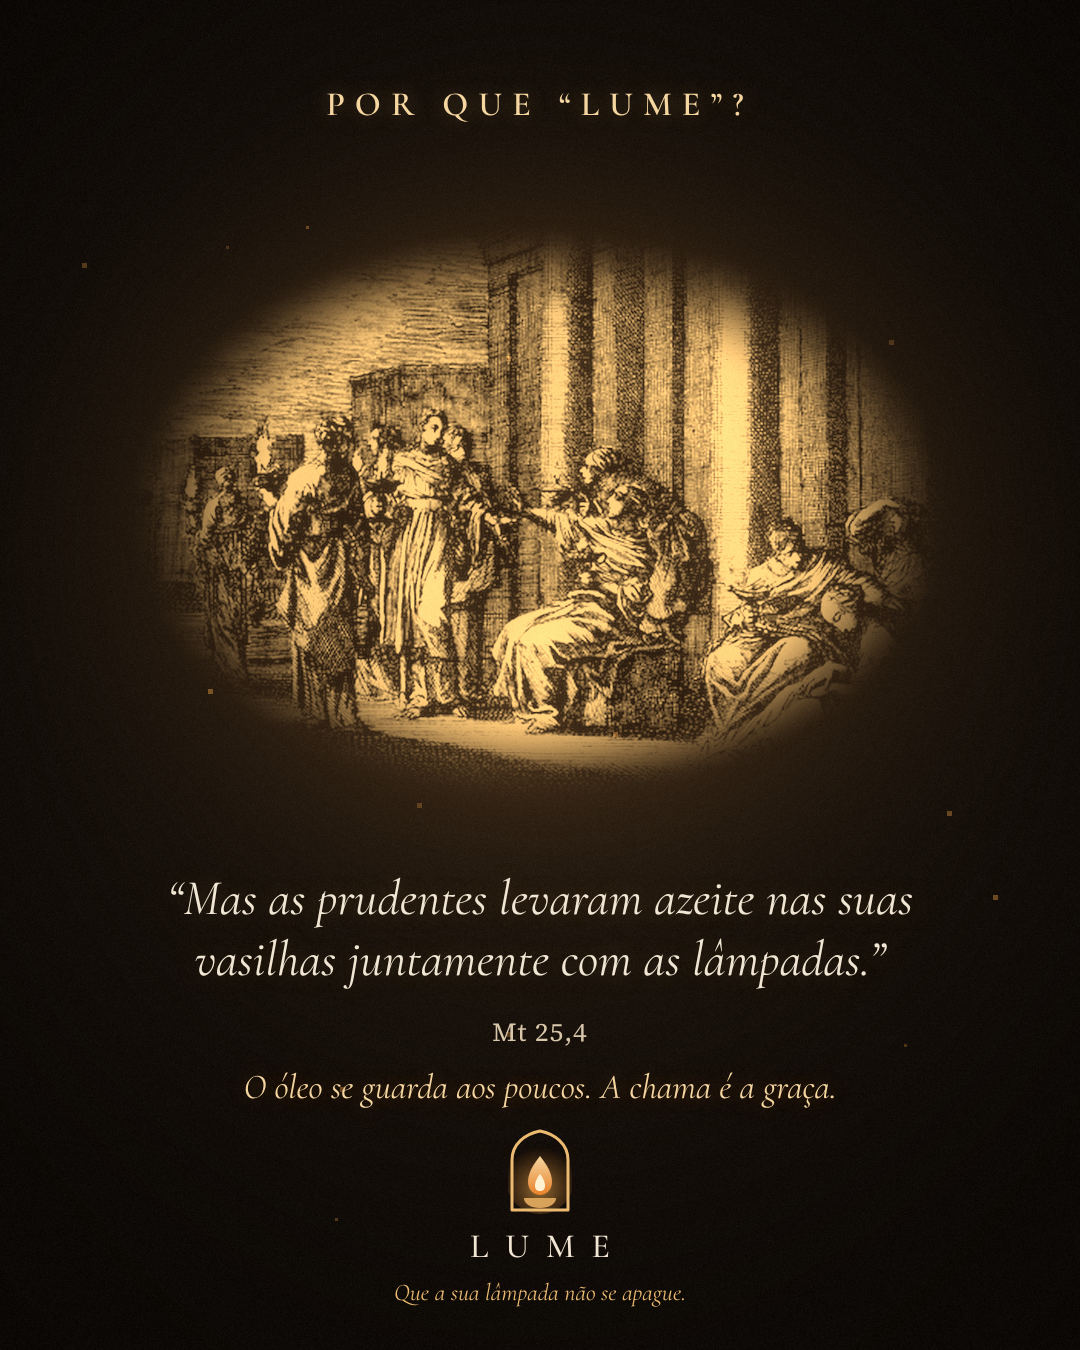 POR QUE “LUME”?
“Mas as prudentes levaram azeite nas suas
vasilhas juntamente com as lâmpadas.”
Mt 25,4
O óleo se guarda aos poucos. A chama é a graça.
LUME
Que a sua lâmpada não se apague.